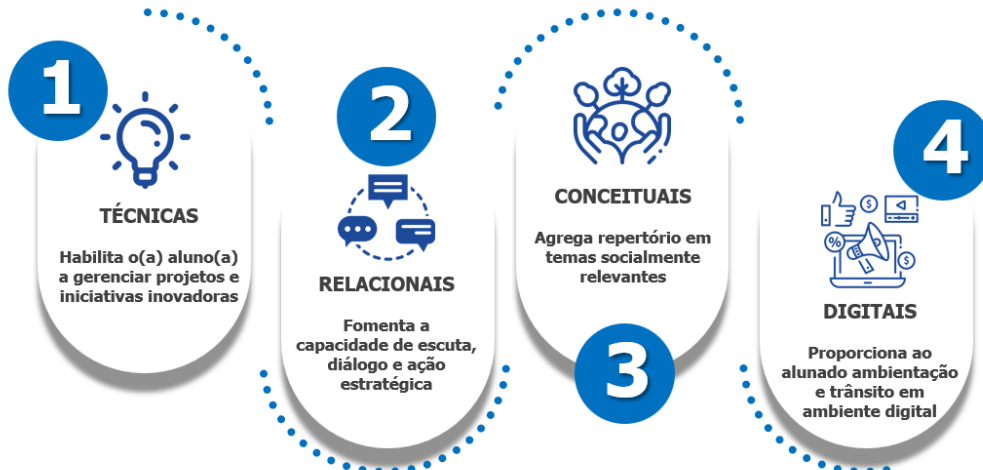 1
TÉCNICAS
Habilita o(a) aluno(a)
a gerenciar projetos e
iniciativas inovadoras
2
RELACIONAIS
Fomenta a
capacidade de escuta,
diálogo e ação
estratégica
CONCEITUAIS
Agrega repertório em
temas socialmente
relevantes
3
4
$
%
$
DIGITAIS
Proporciona ao
alunado ambientação
e trânsito em
ambiente digital